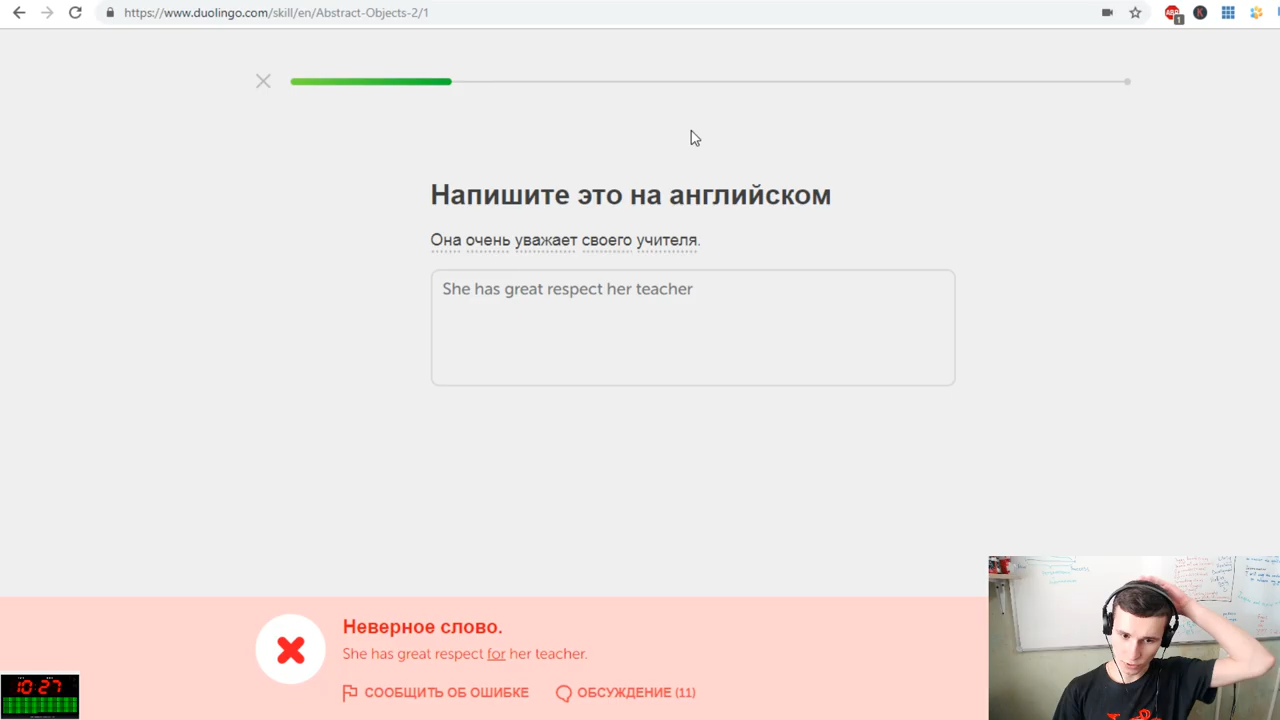 https://www.duolingo.com/skill/en/Abstract-Objects-2/1
ABP
1
K
Напишите это на английском
Она очень уважает своего учителя.
She has great respect her teacher
Неверное слово.
She has great respect for her teacher.
СООБЩИТЬ ОБ ОШИБКЕ
ОБСУЖДЕНИЕ (11)
10:27